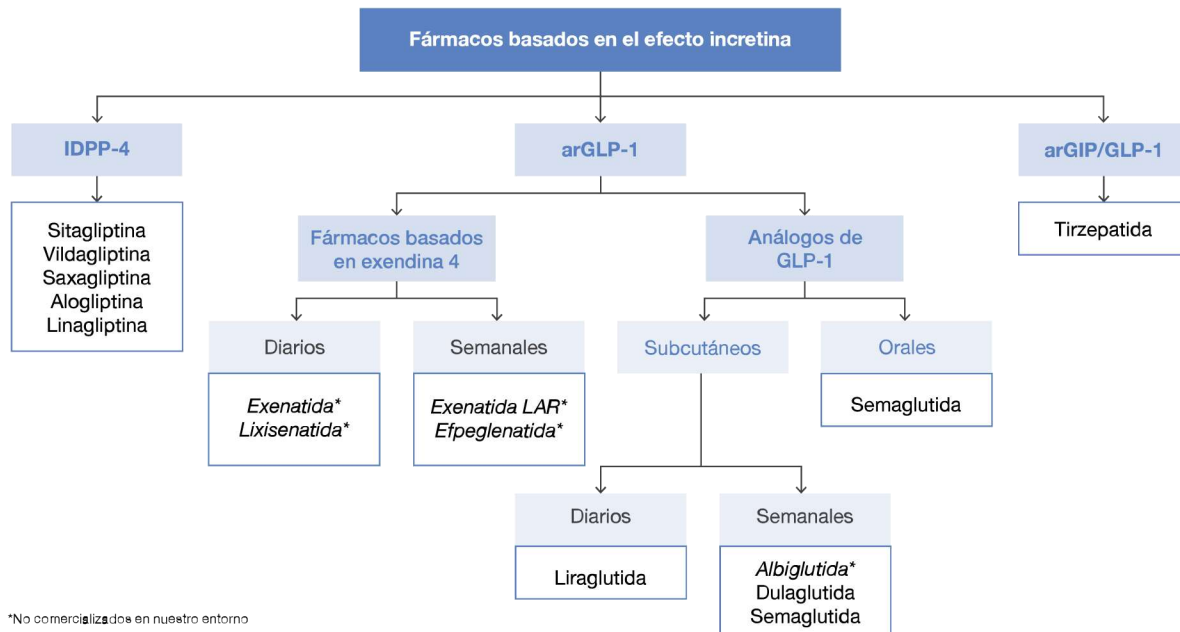 Fármacos basados en el efecto incretina
IDPP-4
arGLP-1
arGIP/GLP-1
Sitagliptina
Vildagliptina
Saxagliptina
Alogliptina
Linagliptina
Fármacos basados
en exendina 4
Análogos de
GLP-1
Tirzepatida
Diarios
Semanales
Subcutáneos
Orales
Exenatida*
Lixisenatida*
Exenatida LAR*
Efpeglenatida*
Semaglutida
Diarios
Semanales
Liraglutida
Albiglutida*
Dulaglutida
Semaglutida
*No comercializados en nuestro entorno